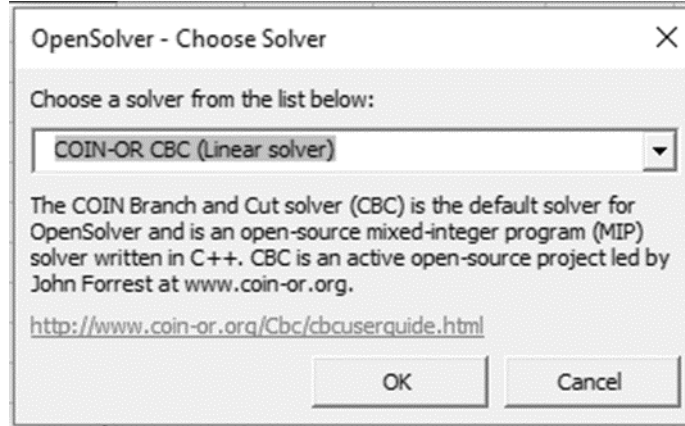 OpenSolver - Choose Solver
Choose a solver from the list below:
COIN-OR CBC (Linear solver)
The COIN Branch and Cut solver (CBC) is the default solver for
OpenSolver and is an open-source mixed-integer program (MIP)
solver written in C++. CBC is an active open-source project led by
John Forrest at www.coin-or.org.
http://www.coin-or.org/Cbc/cbcuserguide.html
OK
Cancel